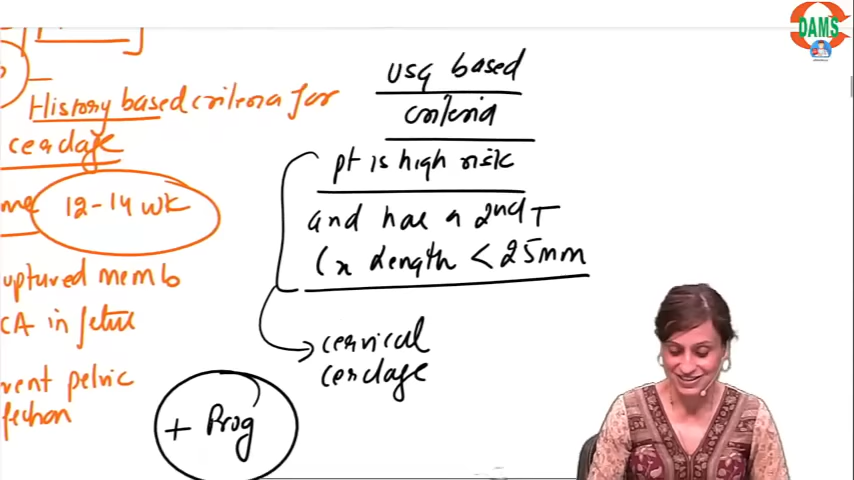 History based criteria for
cerclage
12-14 wk
uptured memb
CA in fetus
rent pelvic
fection
USG based
criteria
pt is high risk
and has a 2nd T
Cx length < 25mm
cervical
cerclage
+ Prog
DAMS